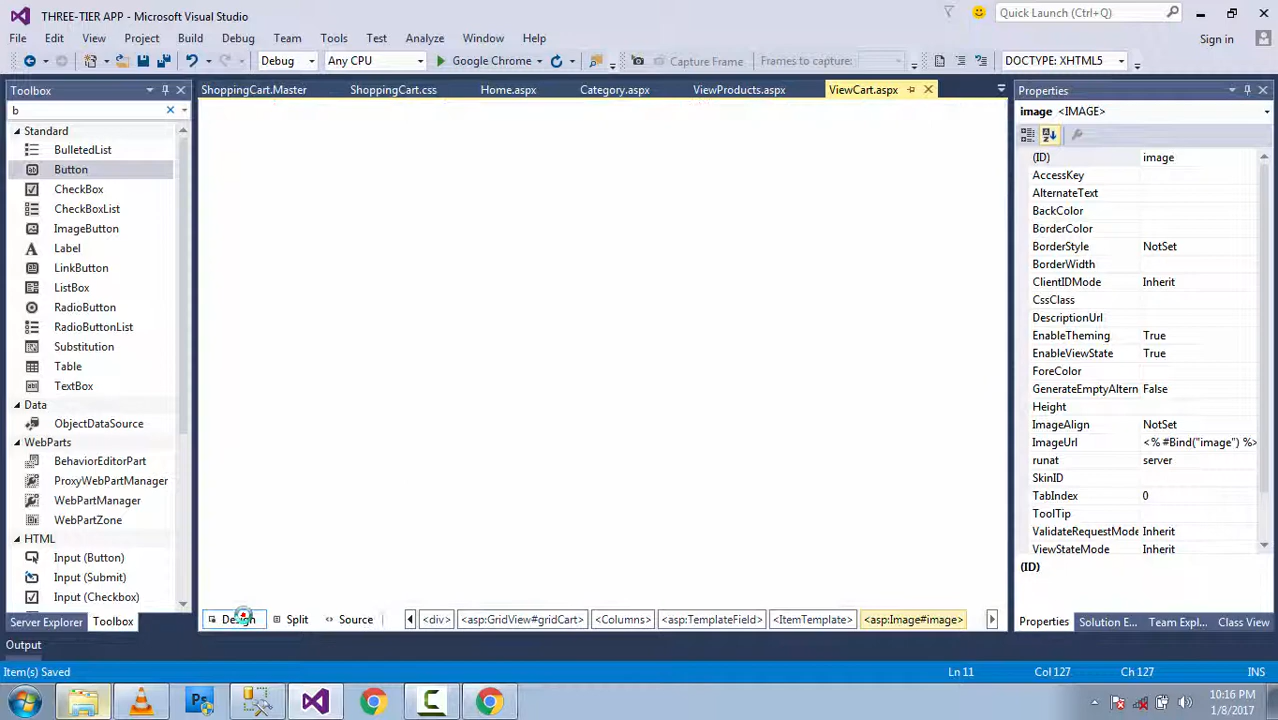 THREE-TIER APP - Microsoft Visual Studio
Quick Launch (Ctrl+Q)
File Edit View Project Build Debug Team Tools Test Analyze Window Help
Sign in
Debug Any CPU Google Chrome Capture Frame Frames to capture: DOCTYPE: XHTML5
Toolbox
ShoppingCart.Master ShoppingCart.css Home.aspx Category.aspx ViewProducts.aspx ViewCart.aspx
Properties
b
image <IMAGE>
Standard
BulletedList
Button
CheckBox
CheckBoxList
ImageButton
Label
LinkButton
ListBox
RadioButton
RadioButtonList
Substitution
Table
TextBox
Data
ObjectDataSource
WebParts
BehaviorEditorPart
ProxyWebPartManager
WebPartManager
WebPartZone
HTML
Input (Button)
Input (Submit)
Input (Checkbox)
(ID) image
AccessKey
AlternateText
BackColor
BorderColor
BorderStyle NotSet
BorderWidth
ClientIDMode Inherit
CssClass
DescriptionUrl
EnableTheming True
EnableViewState True
ForeColor
GenerateEmptyAltern False
Height
ImageAlign NotSet
ImageUrl <% #Bind("image") %>
runat server
SkinID
TabIndex 0
ToolTip
ValidateRequestMode Inherit
ViewStateMode Inherit
(ID)
Design Split Source <div> <asp:GridView#gridCart> <Columns> <asp:TemplateField> <ItemTemplate> <asp:Image#image>
Server Explorer Toolbox
Properties Solution E... Team Expl... Class View
Output
Item(s) Saved Ln 11 Col 127 Ch 127 INS
Ps
10:16 PM
1/8/2017